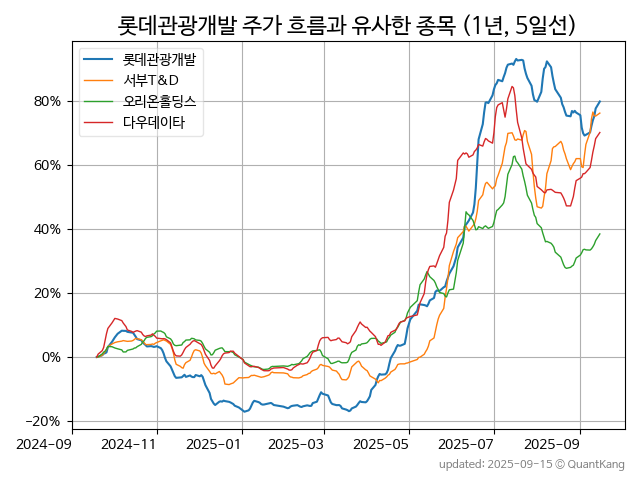 롯데관광개발 주가 흐름과 유사한 종목 (1년, 5일선)
롯데관광개발
서부T&D
오리온홀딩스
다우데이타
80%
60%
40%
20%
0%
−20%
2024-09
2024-11
2025-01
2025-03
2025-05
2025-07
2025-09
updated: 2025-09-15 © QuantKang